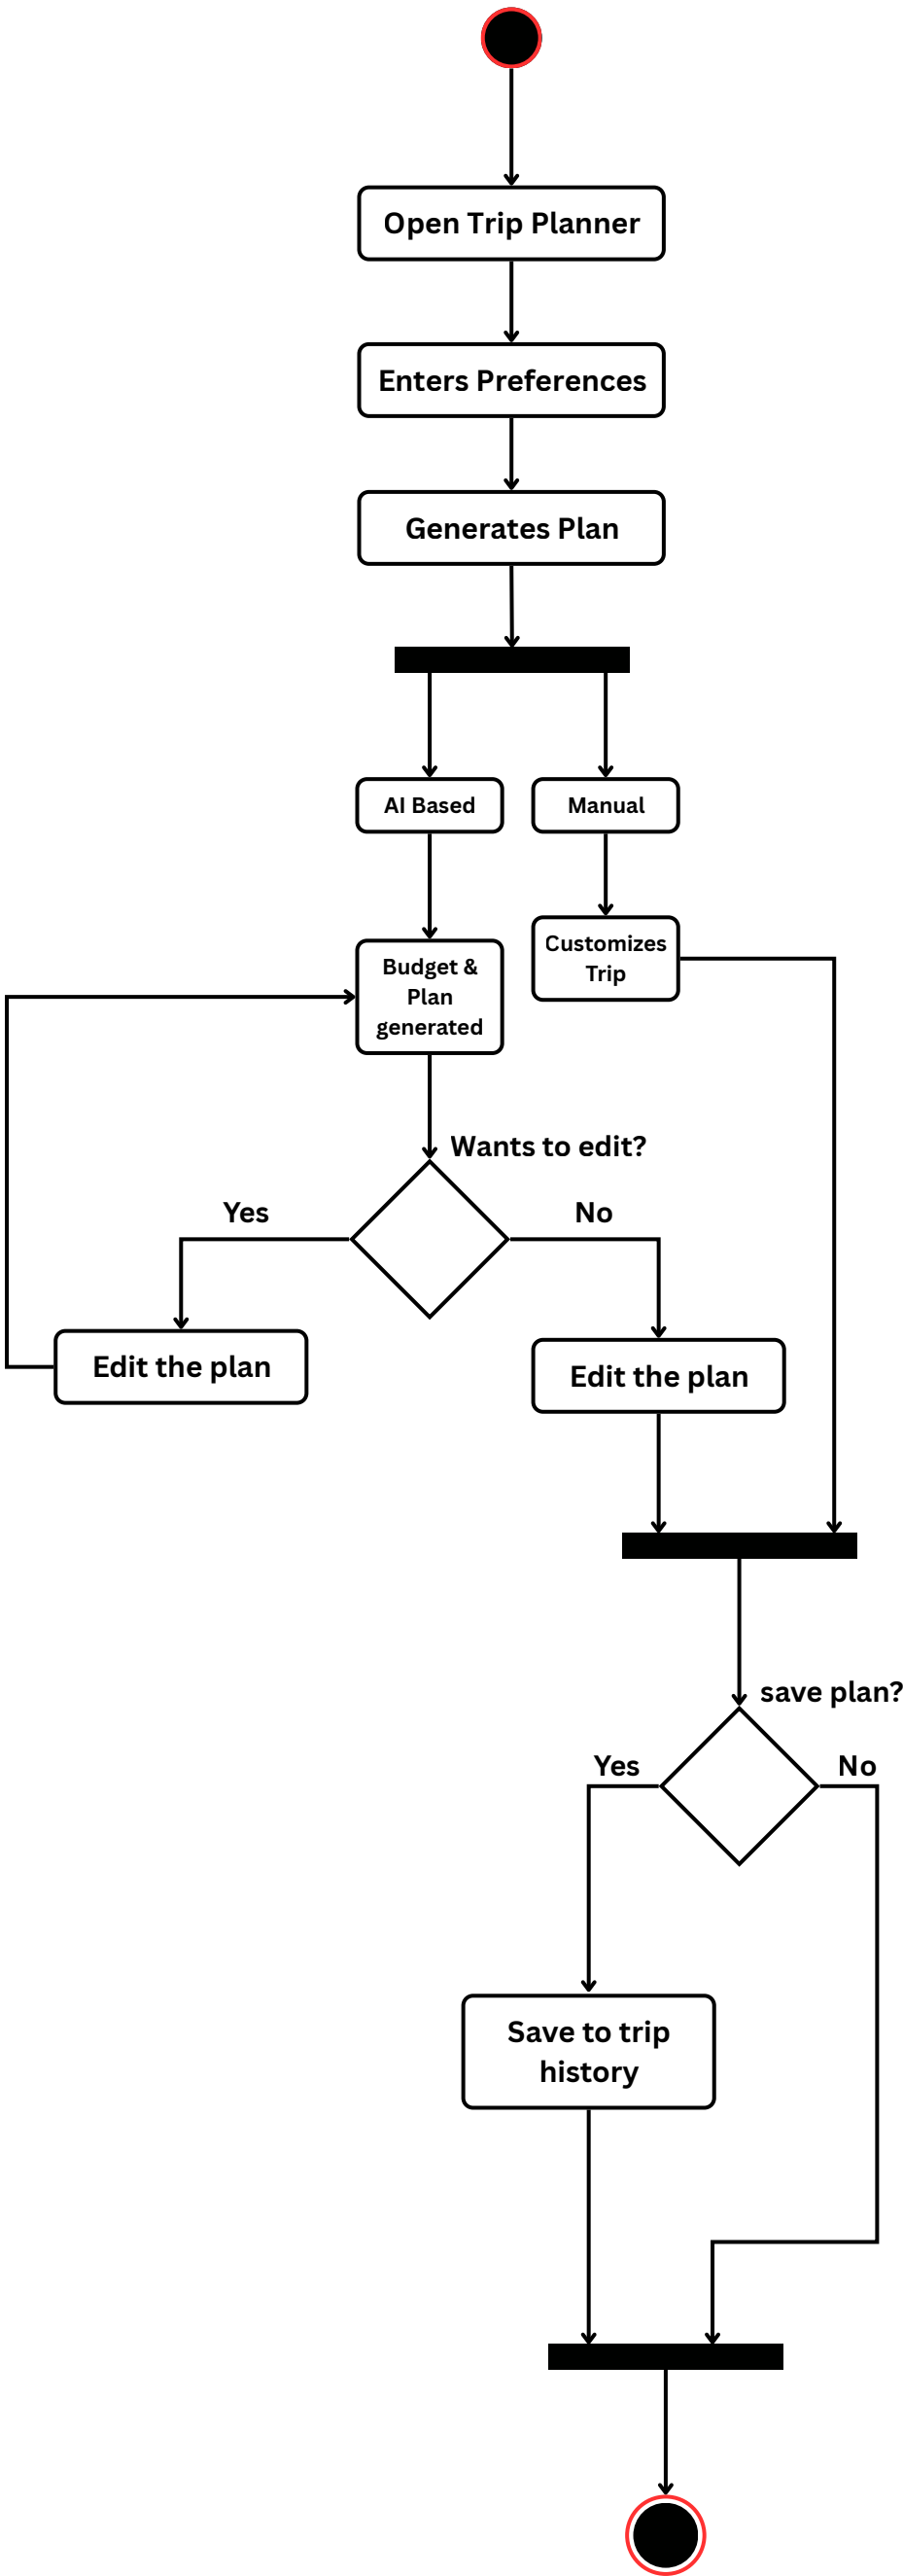 Open Trip Planner
Enters Preferences
Generates Plan
AI Based
Manual
Customizes
Trip
Budget &
Plan
generated
Wants to edit?
Yes
No
Edit the plan
Edit the plan
save plan?
Yes
No
Save to trip
history